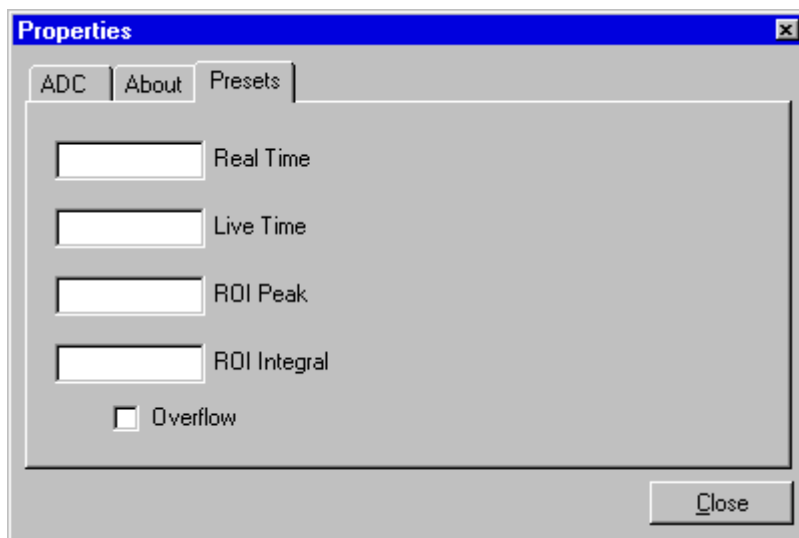 Properties
ADC About Presets
Real Time
Live Time
ROI Peak
ROI Integral
Overflow
Close